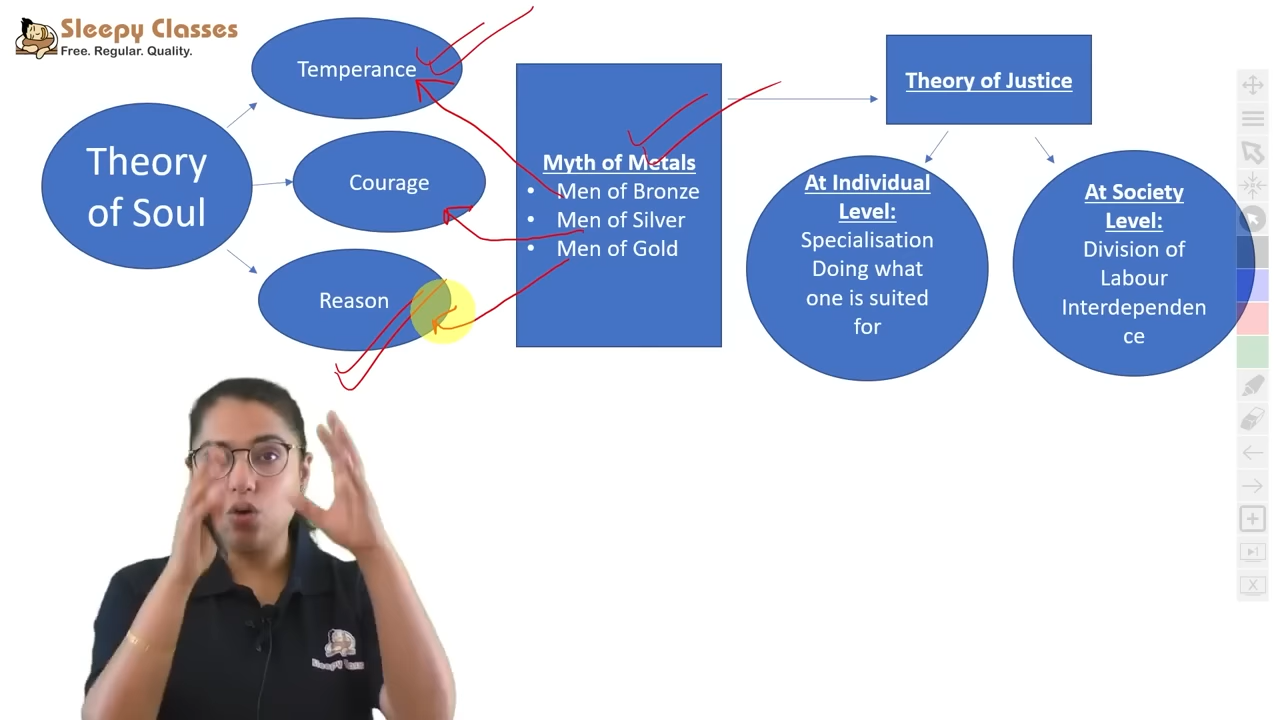 Sleepy Classes
Free. Regular. Quality.
Theory
of Soul
Temperance
Courage
Reason
Myth of Metals
• Men of Bronze
• Men of Silver
• Men of Gold
Theory of Justice
At Individual
Level:
Specialisation
Doing what
one is suited
for
At Society
Level:
Division of
Labour
Interdependen
ce